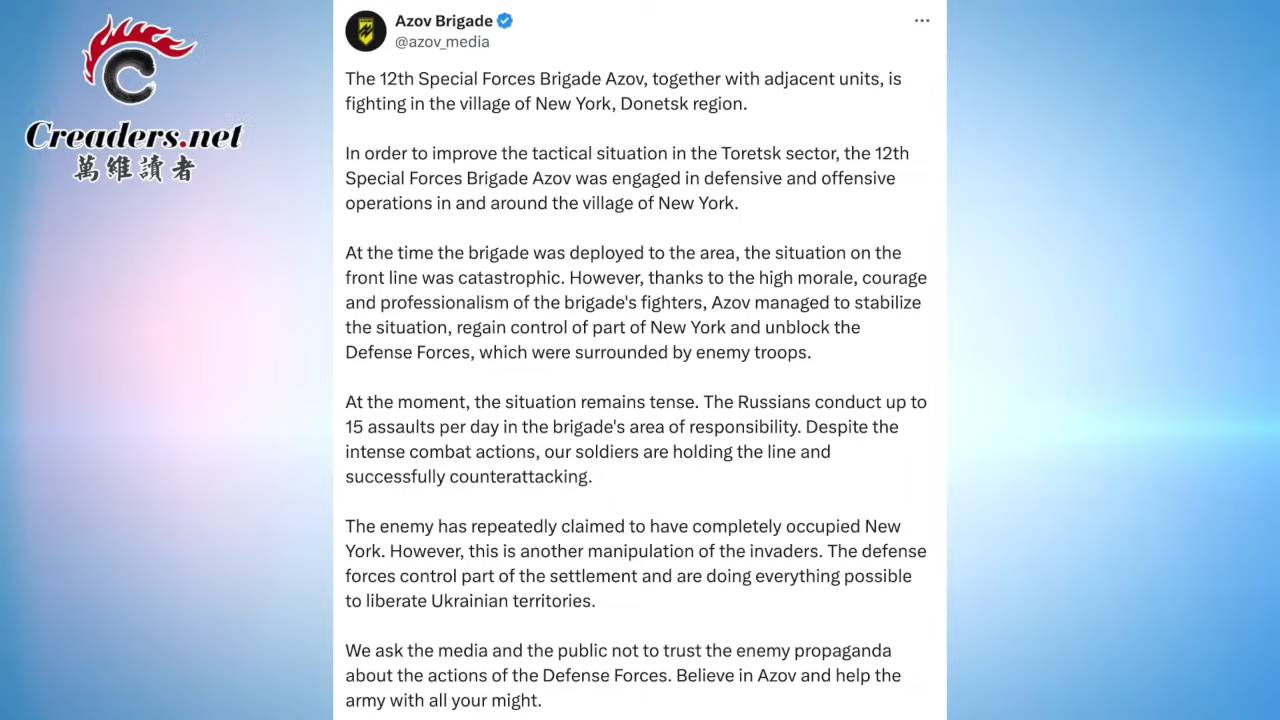 Creaders.net
萬維讀者
Azov Brigade
@azov_media
The 12th Special Forces Brigade Azov, together with adjacent units, is
fighting in the village of New York, Donetsk region.
In order to improve the tactical situation in the Toretsk sector, the 12th
Special Forces Brigade Azov was engaged in defensive and offensive
operations in and around the village of New York.
At the time the brigade was deployed to the area, the situation on the
front line was catastrophic. However, thanks to the high morale, courage
and professionalism of the brigade's fighters, Azov managed to stabilize
the situation, regain control of part of New York and unblock the
Defense Forces, which were surrounded by enemy troops.
At the moment, the situation remains tense. The Russians conduct up to
15 assaults per day in the brigade's area of responsibility. Despite the
intense combat actions, our soldiers are holding the line and
successfully counterattacking.
The enemy has repeatedly claimed to have completely occupied New
York. However, this is another manipulation of the invaders. The defense
forces control part of the settlement and are doing everything possible
to liberate Ukrainian territories.
We ask the media and the public not to trust the enemy propaganda
about the actions of the Defense Forces. Believe in Azov and help the
army with all your might.